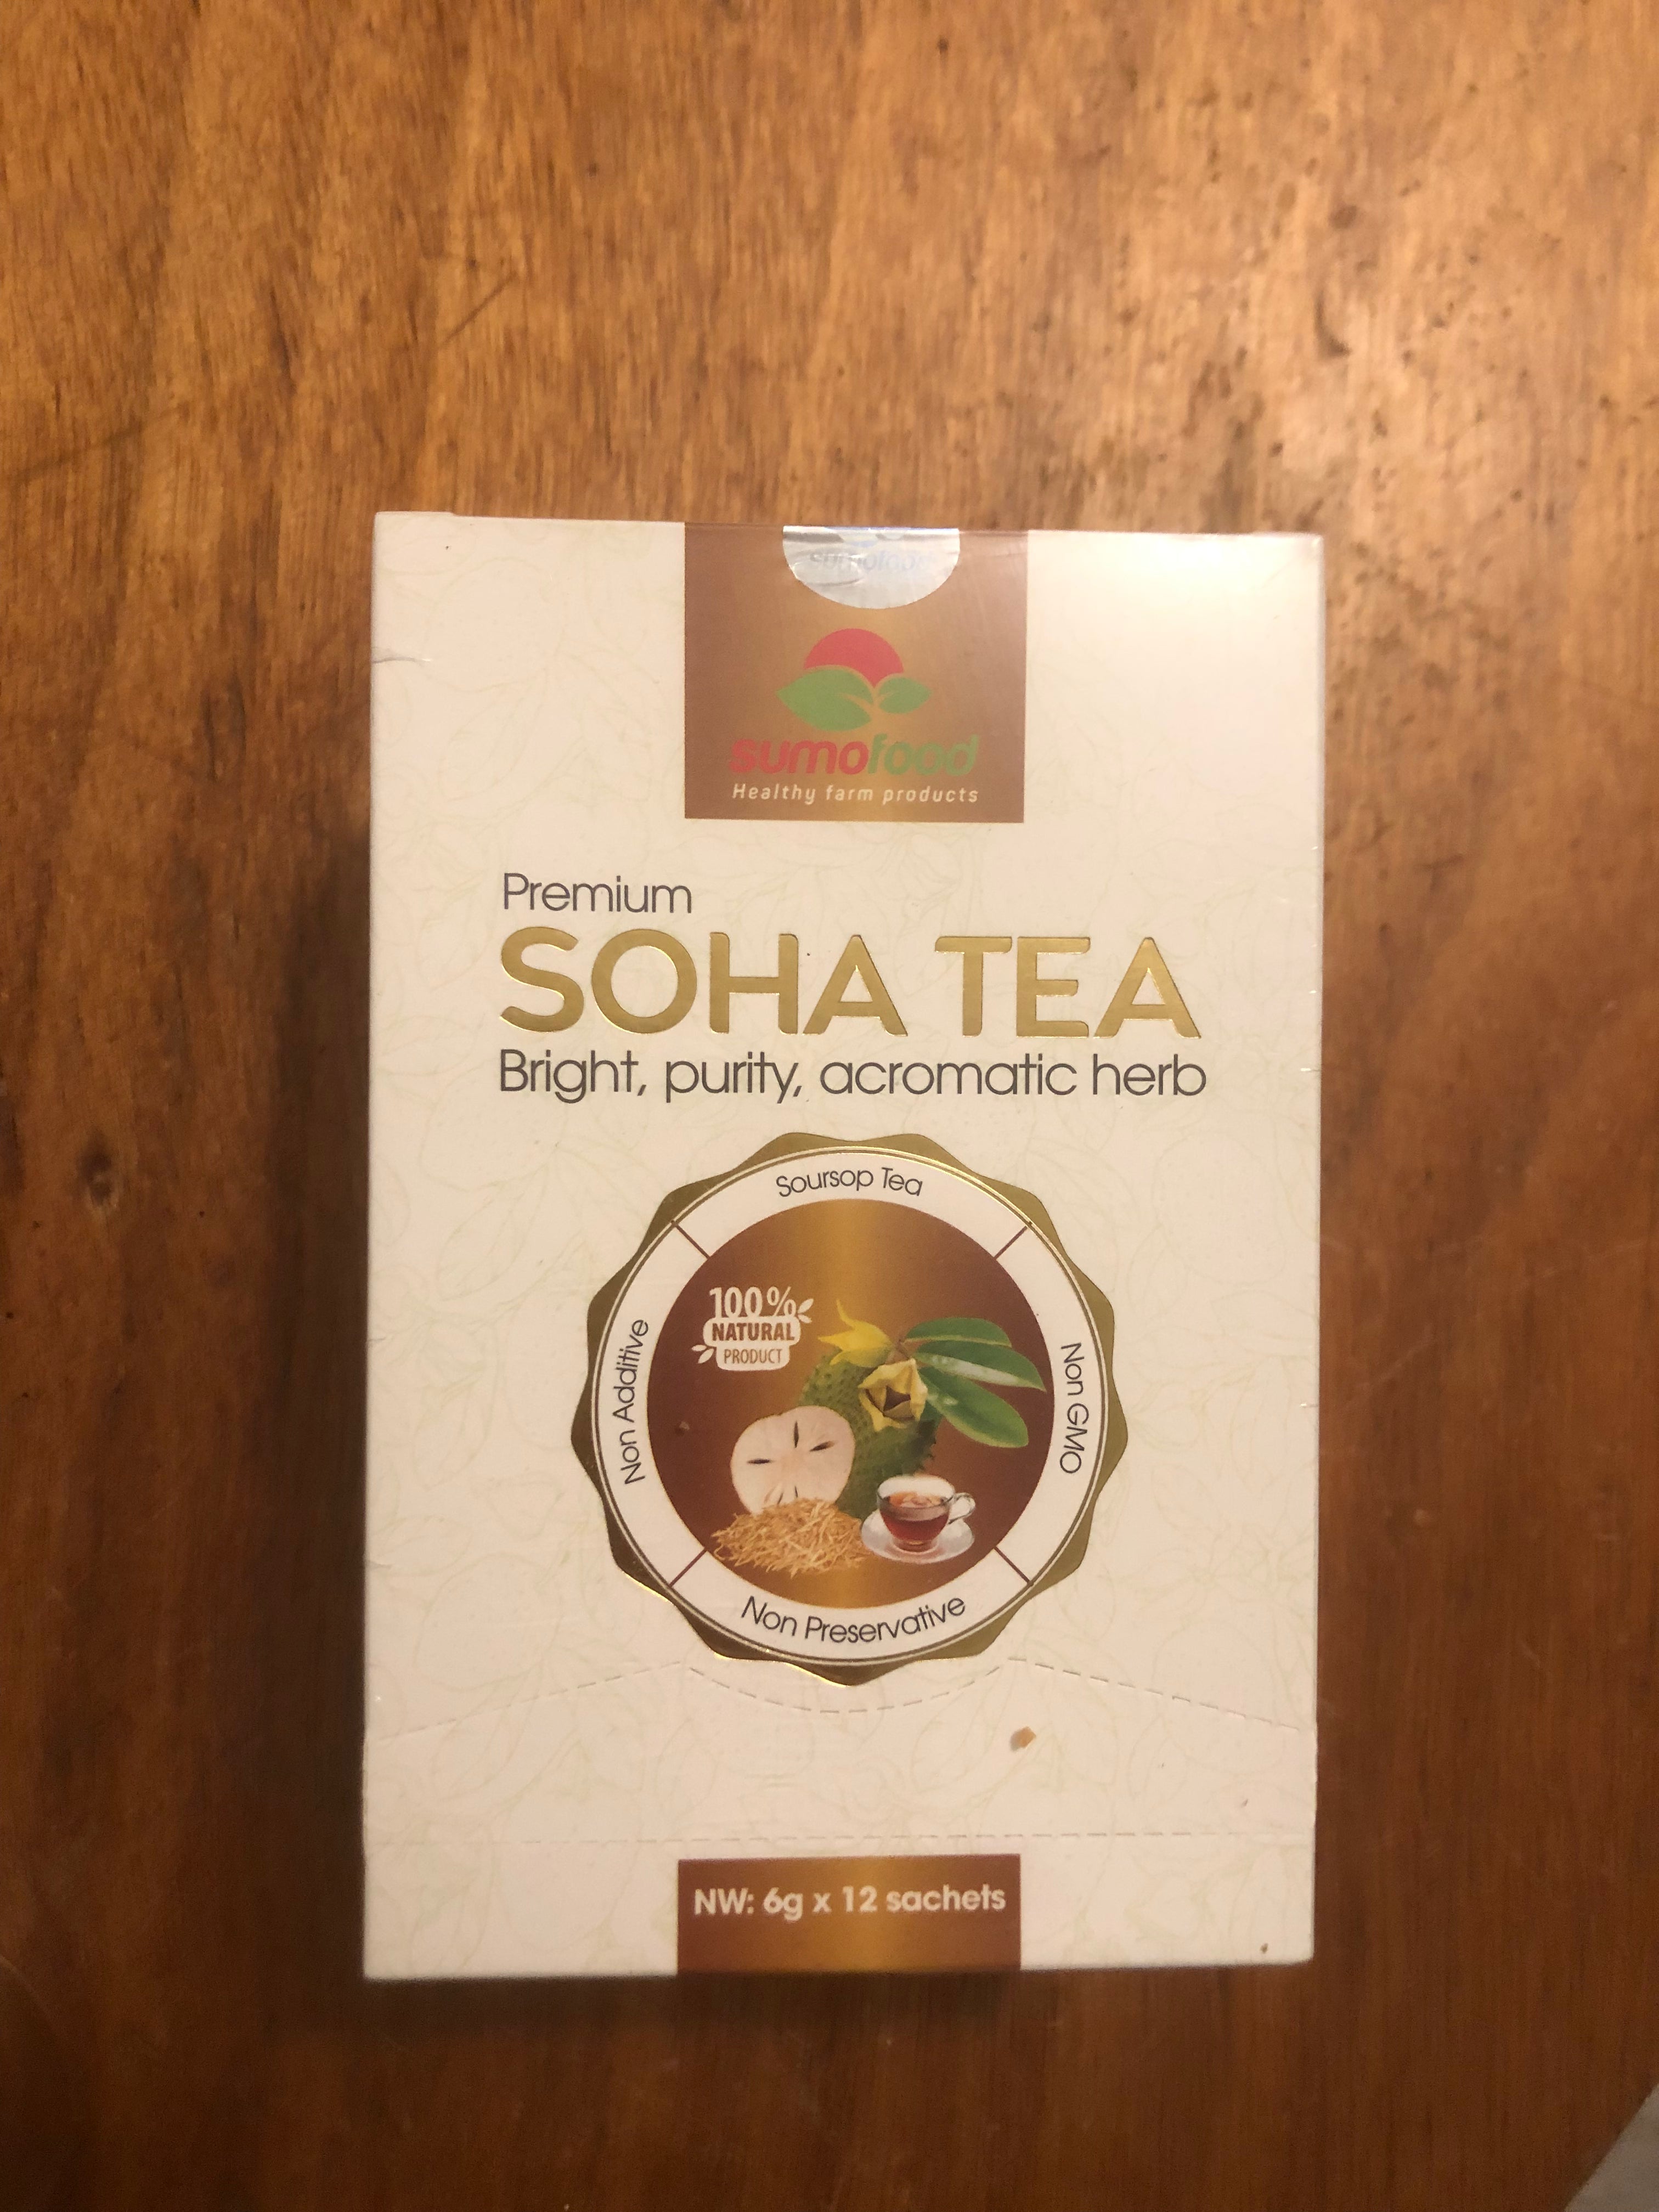 sumofood
sumofood
Healthy farm products
Premium
SOHA TEA
Bright, purity, acromatic herb
Soursop Tea
100%
NATURAL
PRODUCT
Non Additive
Non GMO
Non Preservative
NW: 6g x 12 sachets